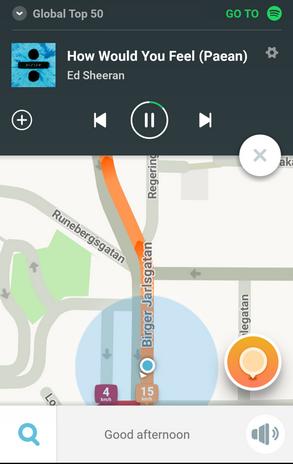 Global Top 50
GO TO
How Would You Feel (Paean)
Ed Sheeran
Regering
Runebergsgatan
Birger Jarlsgatan
4
km/h
15
km/h
Good afternoon